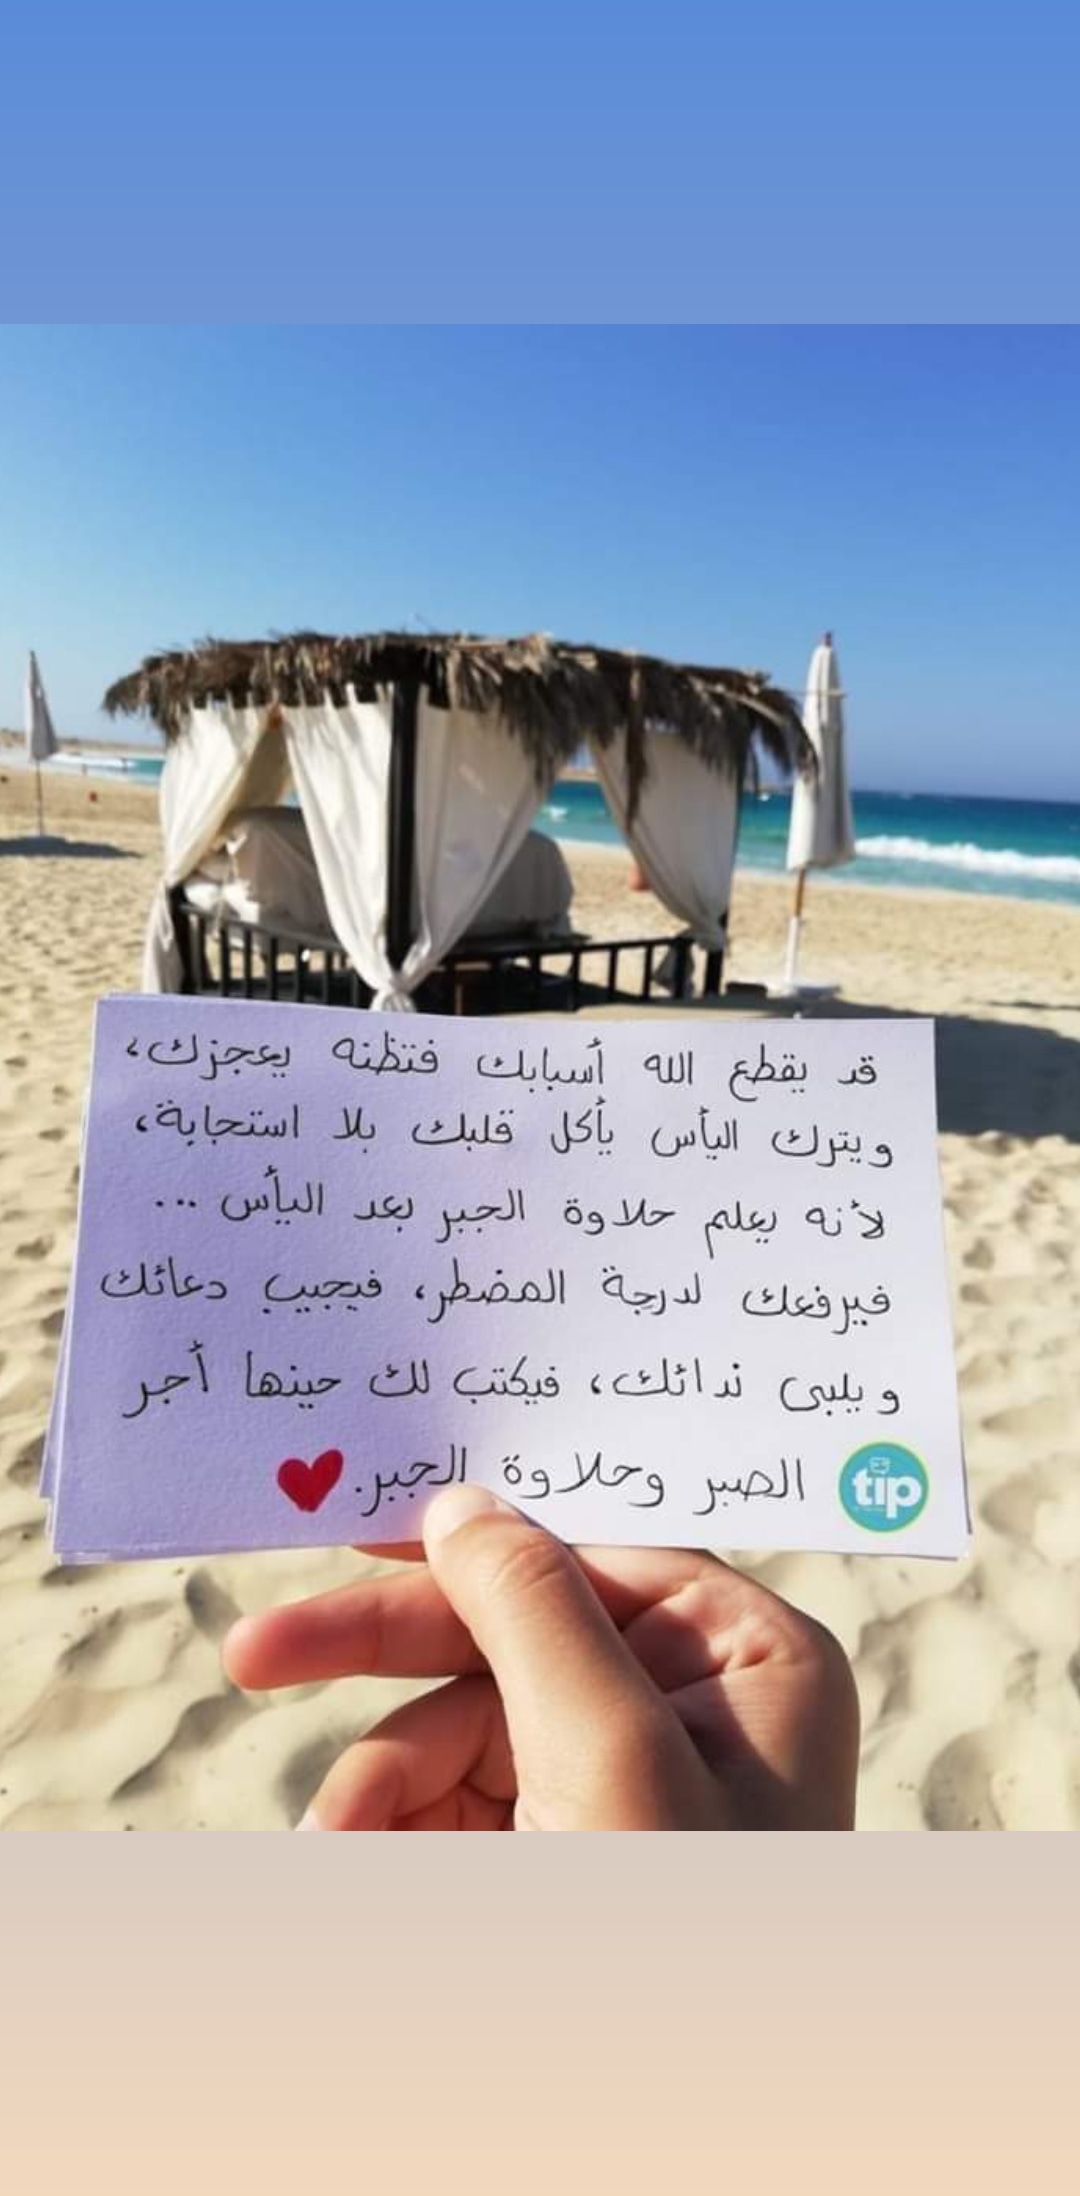 قد يقطع الله أسبابك فتظنه يعجزك،
ويترك اليأس يأكل قلبك بلا استجابة،
لأنه يعلم حلاوة الجبر بعد اليأس ...
فيرفعك لدرجة المضطر، فيجيب دعائك
ويلبى ندائك، فيكتب لك حينها أجر
الصبر وحلاوة الجبر.
tip